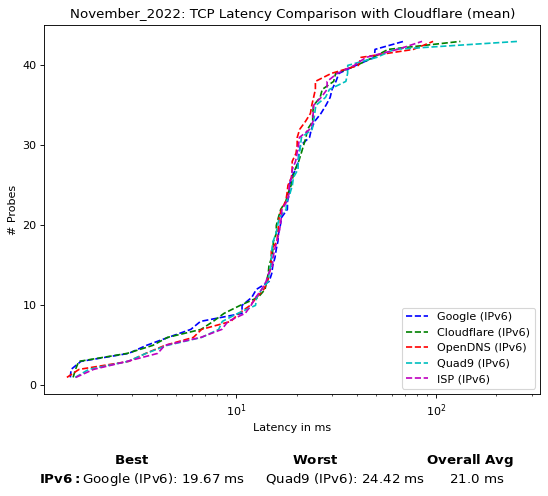 November_2022: TCP Latency Comparison with Cloudflare (mean)
# Probes
40
30
20
10
0
10¹ 10²
Latency in ms
Google (IPv6)
Cloudflare (IPv6)
OpenDNS (IPv6)
Quad9 (IPv6)
ISP (IPv6)
Best Worst Overall Avg
IPv6: Google (IPv6): 19.67 ms Quad9 (IPv6): 24.42 ms 21.0 ms